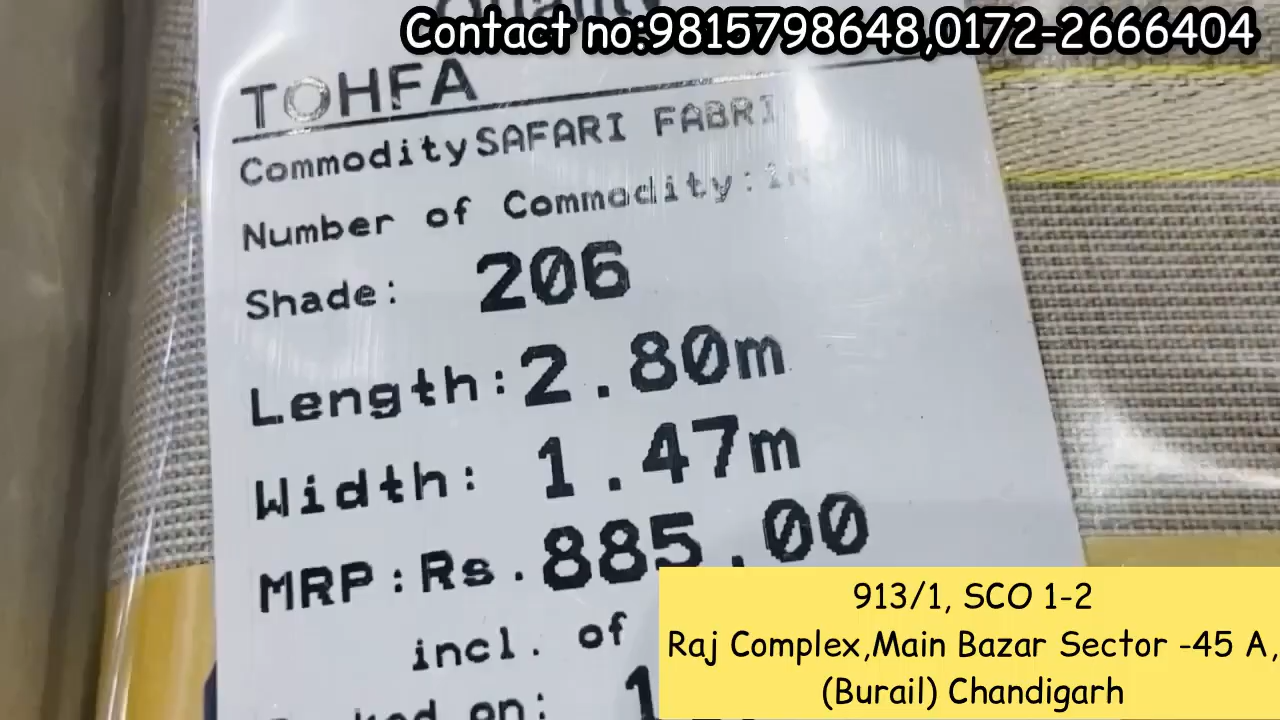 Quality
Contact no:9815798648,0172-2666404
TOHFA
Commodity SAFARI FABRI
Number of Commodity:
Shade: 206
Length:2.80m
Width: 1.47m
MRP:Rs.885.00
incl. of
on:
913/1, SCO 1-2
Raj Complex,Main Bazar Sector -45 A,
(Burail) Chandigarh